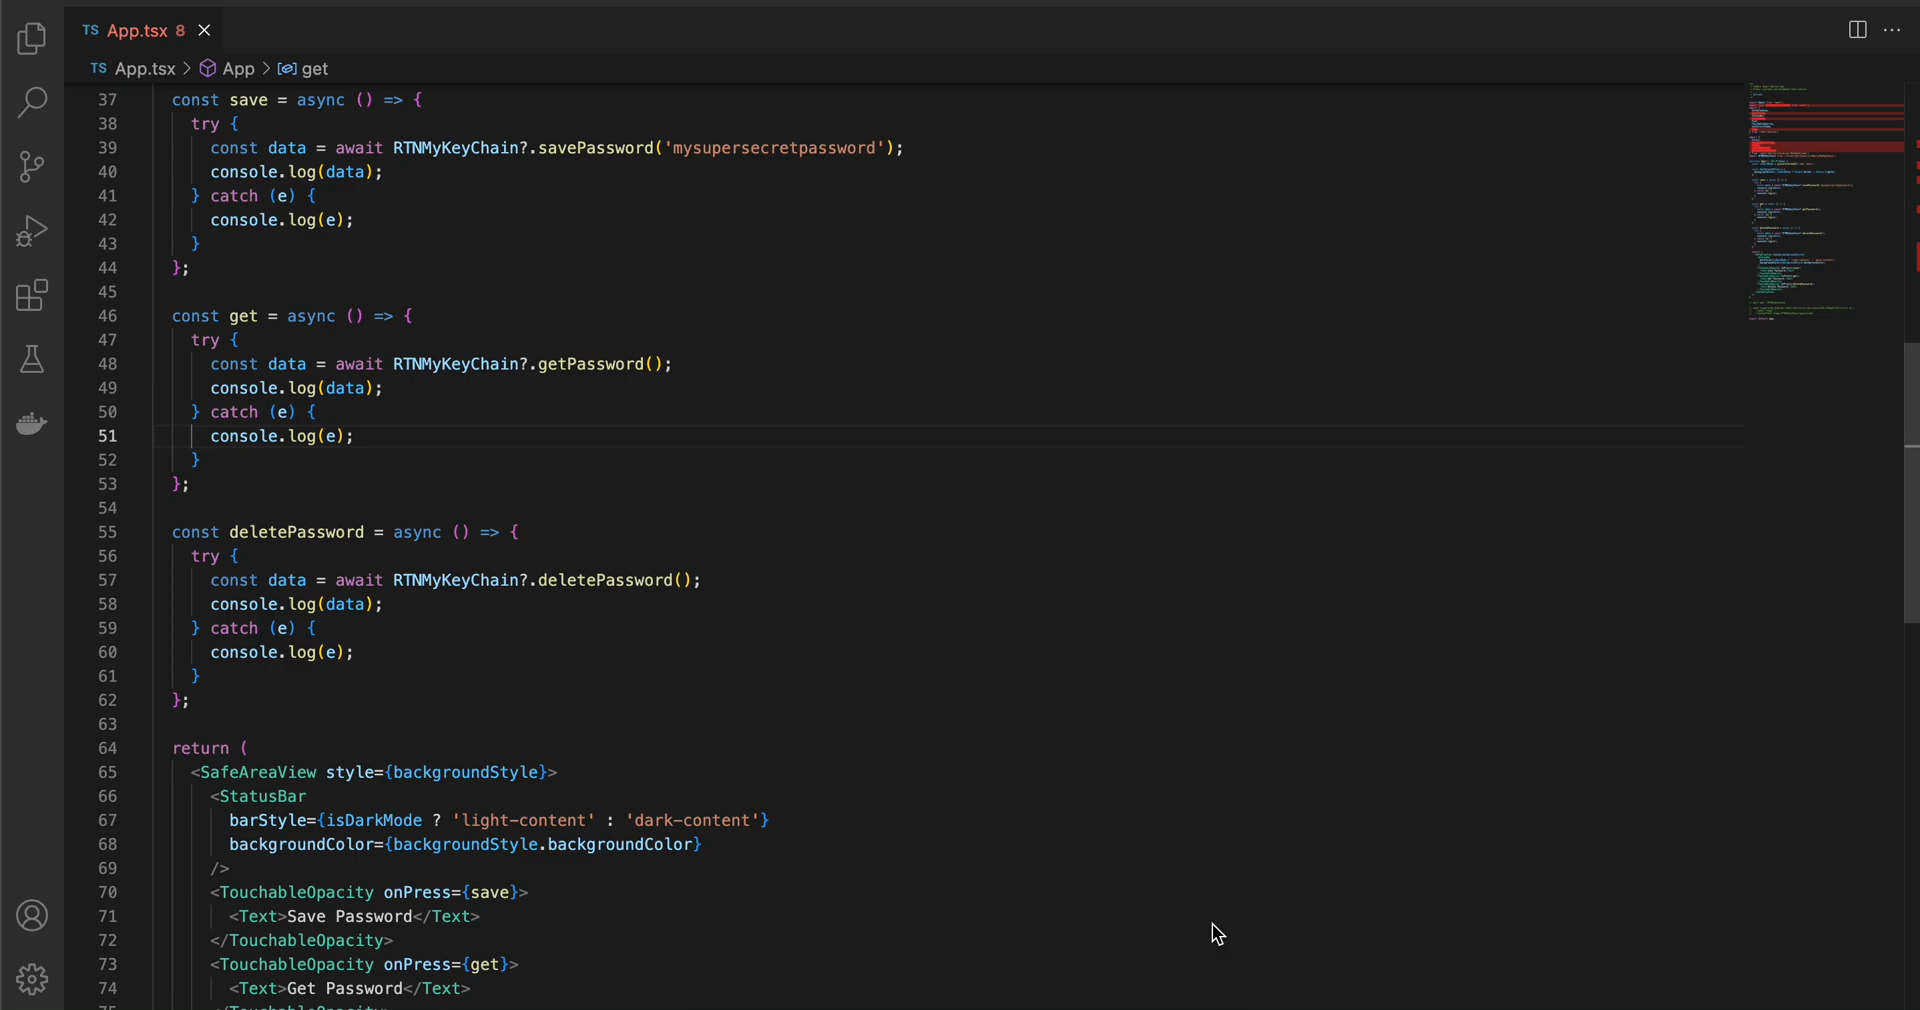 TS App.tsx 8
TS App.tsx > App > get
37 const save = async () => {
38 try {
39 const data = await RTNMyKeyChain?.savePassword('mysupersecretpassword');
40 console.log(data);
41 } catch (e) {
42 console.log(e);
43 }
44 };
45
46 const get = async () => {
47 try {
48 const data = await RTNMyKeyChain?.getPassword();
49 console.log(data);
50 } catch (e) {
51 console.log(e);
52 }
53 };
54
55 const deletePassword = async () => {
56 try {
57 const data = await RTNMyKeyChain?.deletePassword();
58 console.log(data);
59 } catch (e) {
60 console.log(e);
61 }
62 };
63
64 return (
65 <SafeAreaView style={backgroundStyle}>
66 <StatusBar
67 barStyle={isDarkMode ? 'light-content' : 'dark-content'}
68 backgroundColor={backgroundStyle.backgroundColor}
69 />
70 <TouchableOpacity onPress={save}>
71 <Text>Save Password</Text>
72 </TouchableOpacity>
73 <TouchableOpacity onPress={get}>
74 <Text>Get Password</Text>